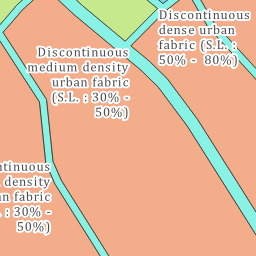 Discontinuous
dense urban
fabric (S.L. :
50% - 80%)
Discontinuous
medium density
urban fabric
(S.L. : 30% -
50%)
ntinuous
density
an fabric
. : 30% -
50%)